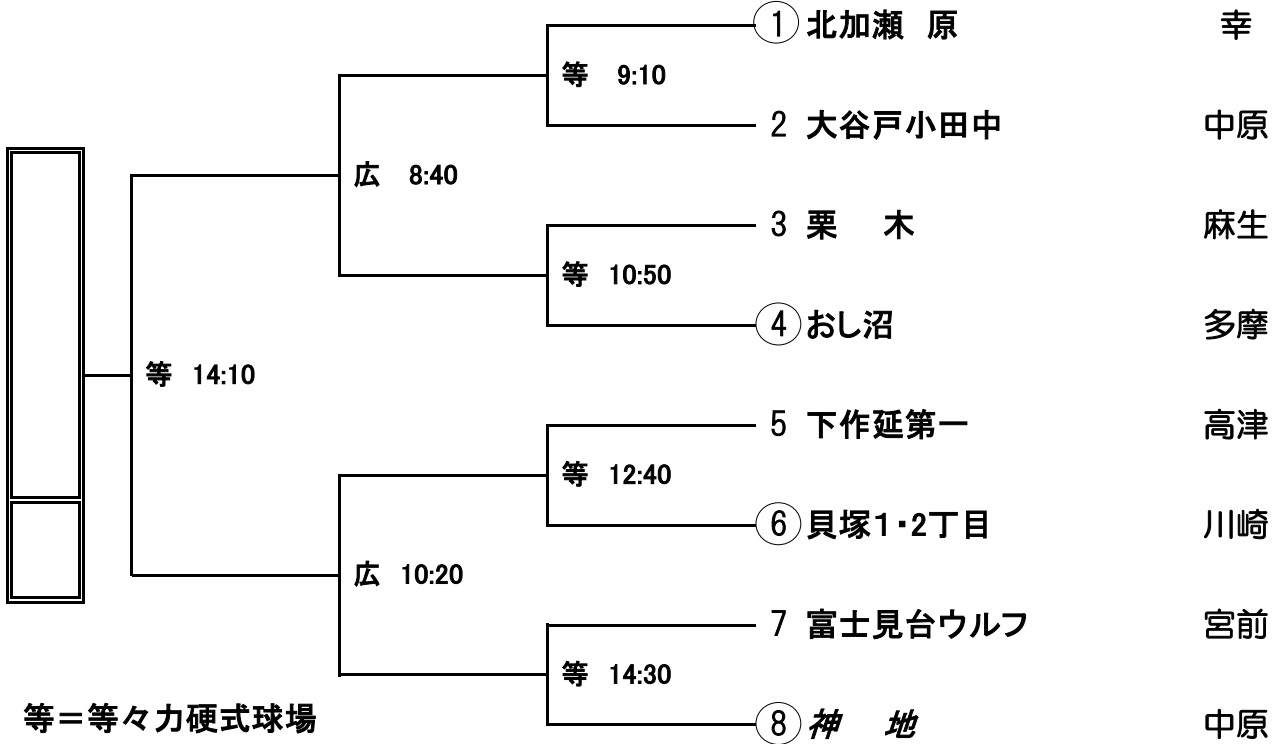 ① 北加瀬 原 幸
等 9:10
2 大谷戸小田中 中原
広 8:40
3 栗 木 麻生
等 10:50
④ おし沼 多摩
等 14:10
5 下作延第一 高津
等 12:40
⑥ 貝塚1・2丁目 川崎
広 10:20
7 富士見台ウルフ 宮前
等 14:30
⑧ 神 地 中原
等=等々力硬式球場